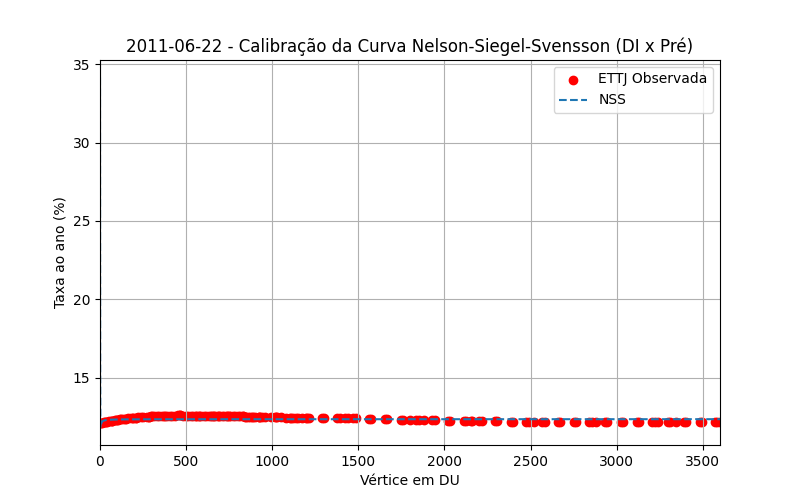 2011-06-22 - Calibração da Curva Nelson-Siegel-Svensson (DI x Pré)
ETTJ Observada
NSS
Taxa ao ano (%)
35
30
25
20
15
0 500 1000 1500 2000 2500 3000 3500
Vértice em DU